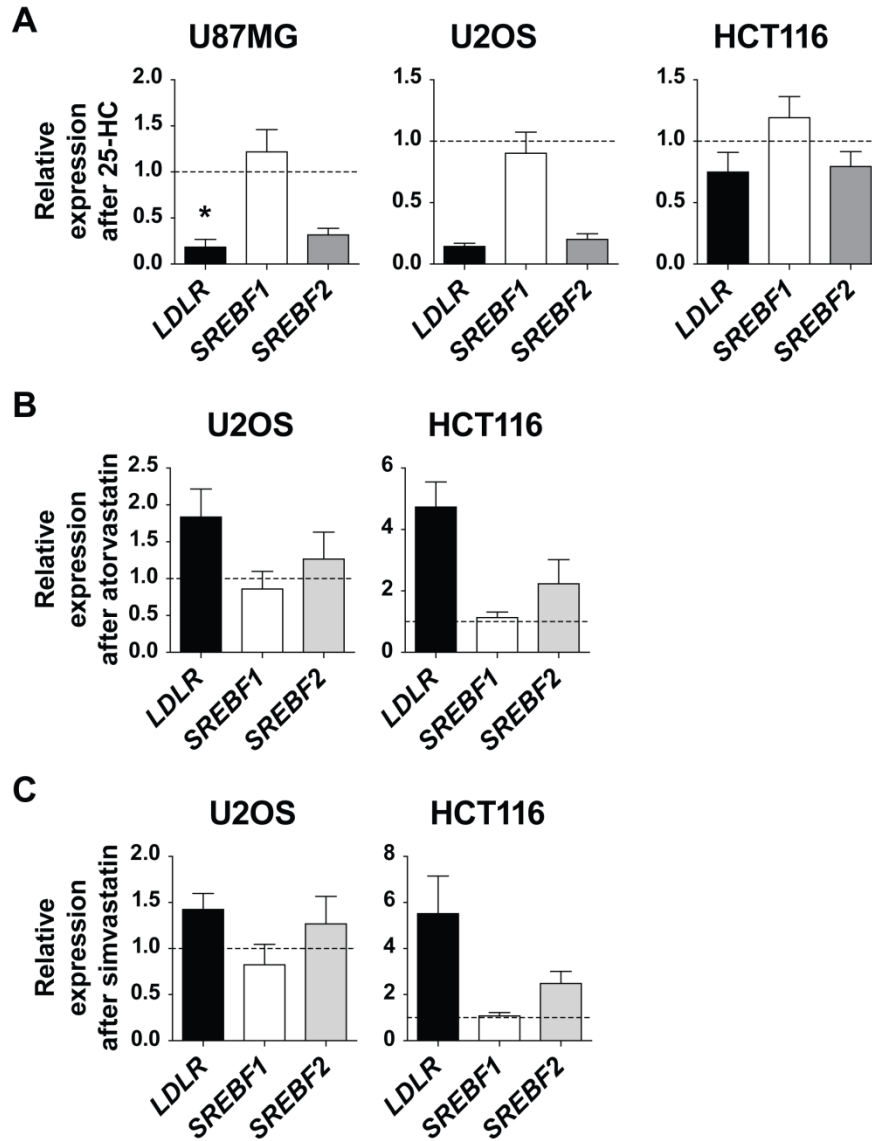 A
U87MG
U2OS
HCT116
Relative
expression
after 25-HC
2.0
1.5
1.0
0.5
0.0
*
LDLR
SREBF1
SREBF2
1.5
1.0
0.5
0.0
LDLR
SREBF1
SREBF2
1.5
1.0
0.5
0.0
LDLR
SREBF1
SREBF2
B
U2OS
HCT116
Relative
expression
after atorvastatin
2.5
2.0
1.5
1.0
0.5
0.0
LDLR
SREBF1
SREBF2
6
4
2
0
LDLR
SREBF1
SREBF2
C
U2OS
HCT116
Relative
expression
after simvastatin
2.0
1.5
1.0
0.5
0.0
LDLR
SREBF1
SREBF2
8
6
4
2
0
LDLR
SREBF1
SREBF2